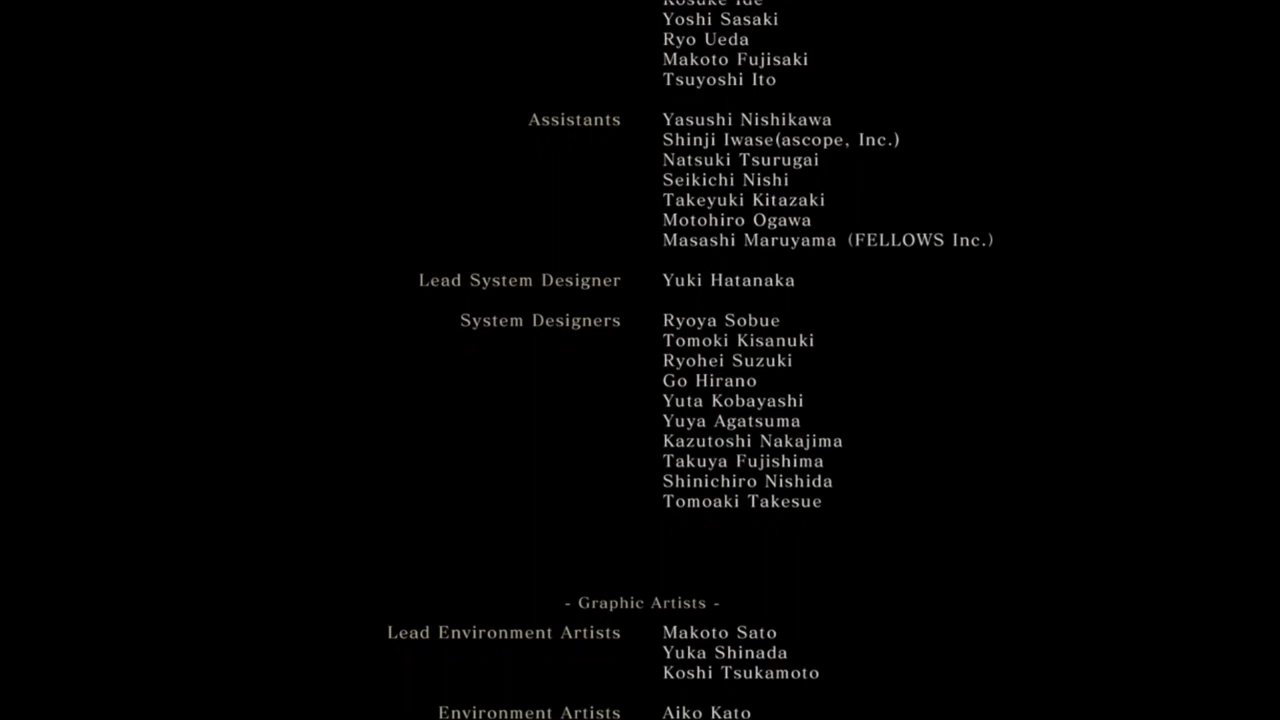 Kosuke Ide
Yoshi Sasaki
Ryo Ueda
Makoto Fujisaki
Tsuyoshi Ito
Assistants Yasushi Nishikawa
Shinji Iwase(ascope, Inc.)
Natsuki Tsurugai
Seikichi Nishi
Takeyuki Kitazaki
Motohiro Ogawa
Masashi Maruyama (FELLOWS Inc.)
Lead System Designer Yuki Hatanaka
System Designers Ryoya Sobue
Tomoki Kisanuki
Ryohei Suzuki
Go Hirano
Yuta Kobayashi
Yuya Agatsuma
Kazutoshi Nakajima
Takuya Fujishima
Shinichiro Nishida
Tomoaki Takesue
- Graphic Artists -
Lead Environment Artists Makoto Sato
Yuka Shinada
Koshi Tsukamoto
Environment Artists Aiko Kato